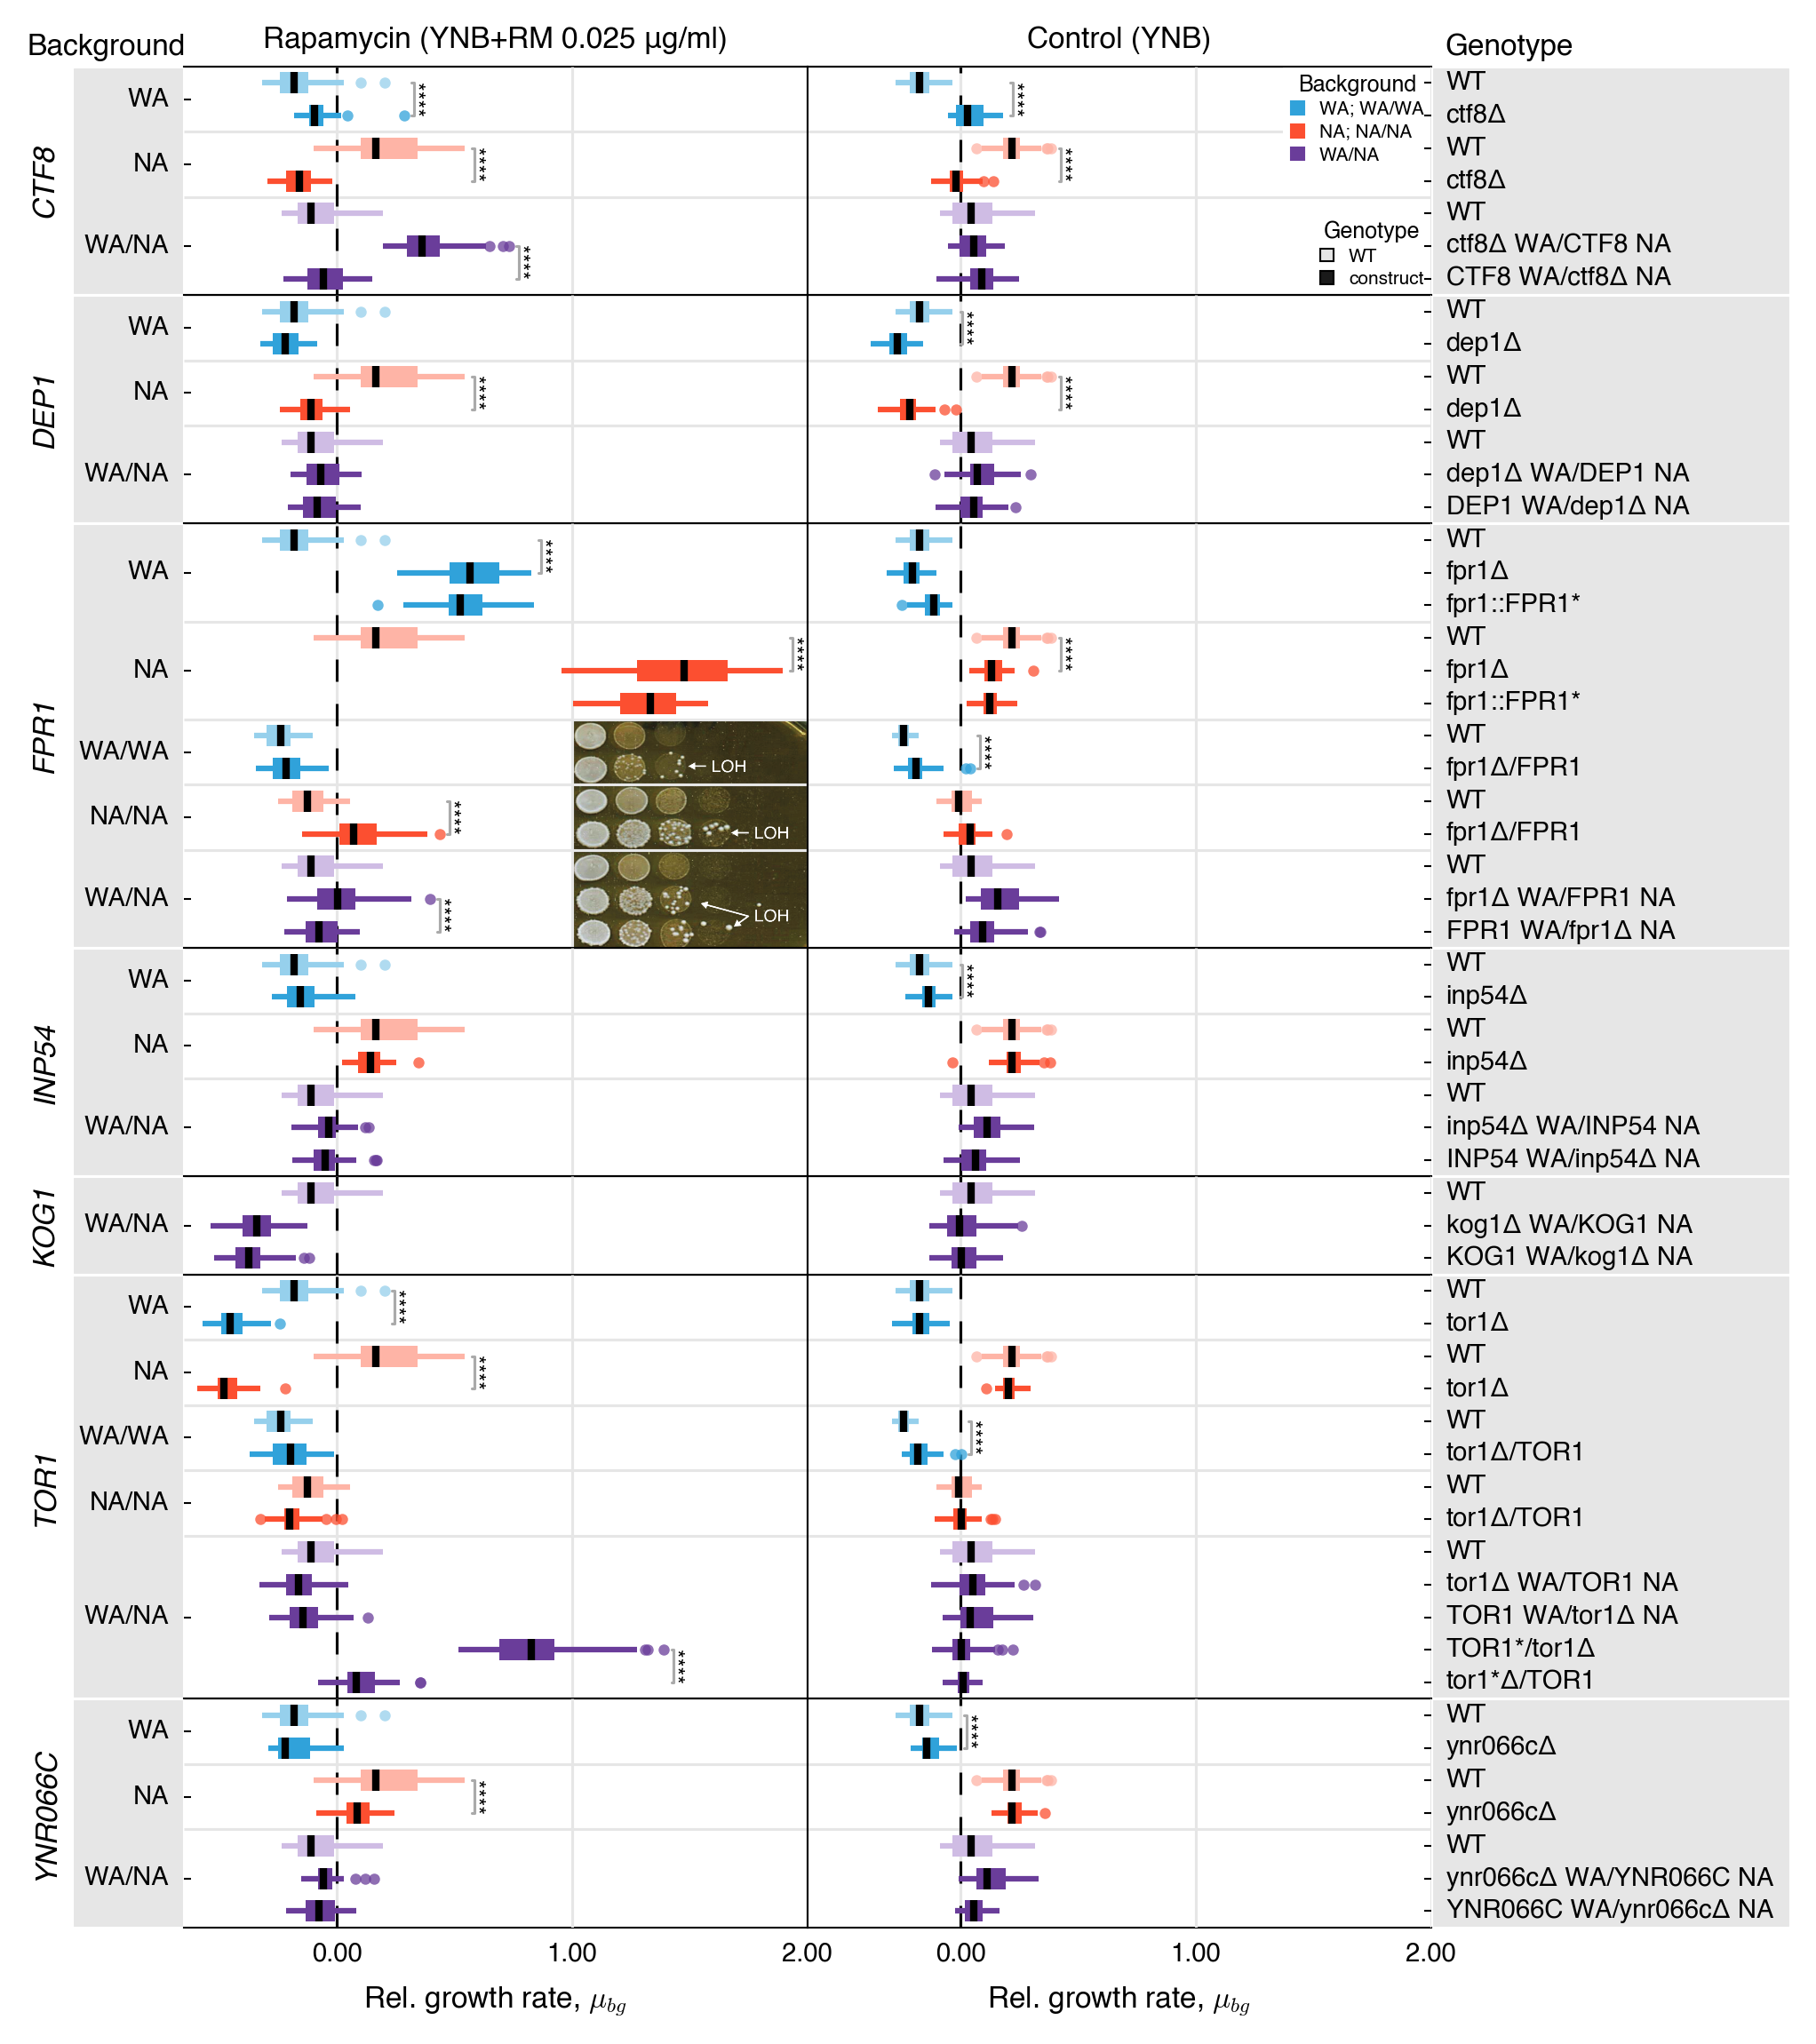 Background
Rapamycin (YNB+RM 0.025 µg/ml)
Control (YNB)
Genotype
Background
WA; WA/WA
NA; NA/NA
WA/NA
Genotype
WT
construct
CTF8
WA
WT
****
****
ctf8Δ
NA
WT
****
****
ctf8Δ
WA/NA
WT
ctf8Δ WA/CTF8 NA
****
CTF8 WA/ctf8Δ NA
DEP1
WA
WT
****
dep1Δ
NA
WT
****
****
dep1Δ
WA/NA
WT
dep1Δ WA/DEP1 NA
DEP1 WA/dep1Δ NA
FPR1
WA
WT
****
fpr1Δ
fpr1::FPR1*
NA
WT
****
****
fpr1Δ
fpr1::FPR1*
WA/WA
WT
****
LOH
fpr1Δ/FPR1
NA/NA
WT
****
LOH
fpr1Δ/FPR1
WA/NA
WT
fpr1Δ WA/FPR1 NA
****
LOH
FPR1 WA/fpr1Δ NA
INP54
WA
WT
****
inp54Δ
NA
WT
inp54Δ
WA/NA
WT
inp54Δ WA/INP54 NA
INP54 WA/inp54Δ NA
KOG1
WA/NA
WT
kog1Δ WA/KOG1 NA
KOG1 WA/kog1Δ NA
TOR1
WA
WT
****
tor1Δ
NA
WT
****
tor1Δ
WA/WA
WT
****
tor1Δ/TOR1
NA/NA
WT
tor1Δ/TOR1
WA/NA
WT
tor1Δ WA/TOR1 NA
TOR1 WA/tor1Δ NA
TOR1*/tor1Δ
****
tor1*Δ/TOR1
YNR066C
WA
WT
****
ynr066cΔ
NA
WT
****
ynr066cΔ
WA/NA
WT
ynr066cΔ WA/YNR066C NA
YNR066C WA/ynr066cΔ NA
0.00 1.00 2.00 0.00 1.00 2.00
Rel. growth rate, μbg
Rel. growth rate, μbg